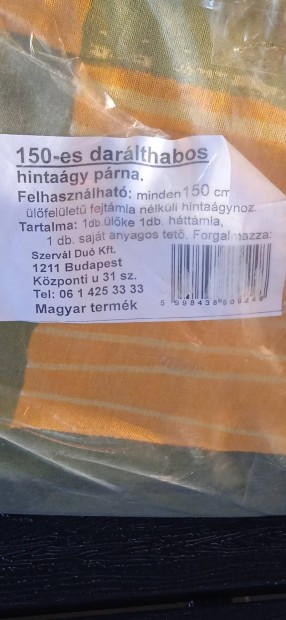 150-es darálthabos
hintaágy párna.
Felhasználható: minden 150 cm
ülőfelületű fejtámla nélküli hintaágyhoz.
Tartalma: 1db.ülőke 1db. háttámla,
1 db. saját anyagos tető. Forgalmazza:
Szervál Duó Kft.
1211 Budapest
Központi u 31 sz.
Tel: 06 1 425 33 33
Magyar termék